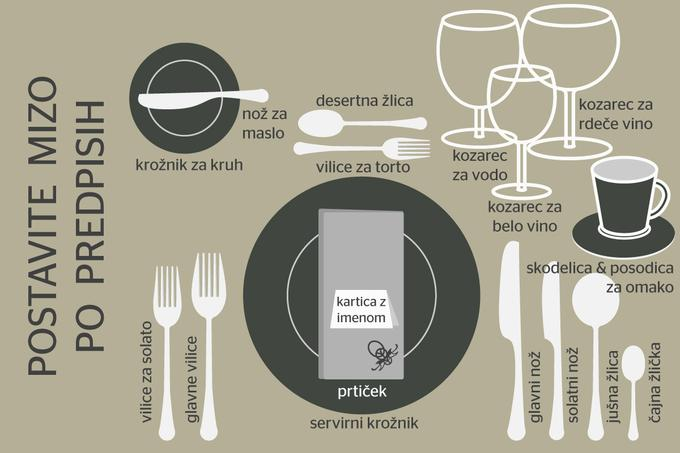 POSTAVITE MIZO
PO PREDPISIH
nož za
maslo
krožnik za kruh
desertna žlica
vilice za torto
kozarec za
rdeče vino
kozarec
za vodo
kozarec za
belo vino
skodelica & posodica
za omako
kartica z
imenom
prtiček
servirni krožnik
vilice za solato
glavne vilice
glavni nož
solatni nož
jušna žlica
čajna žlička